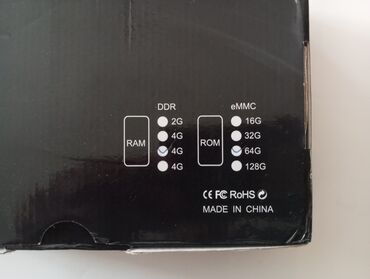 DDR
RAM
2G
4G
4G
4G
eMMC
ROM
16G
32G
64G
128G
CE FC RoHS
MADE IN CHINA